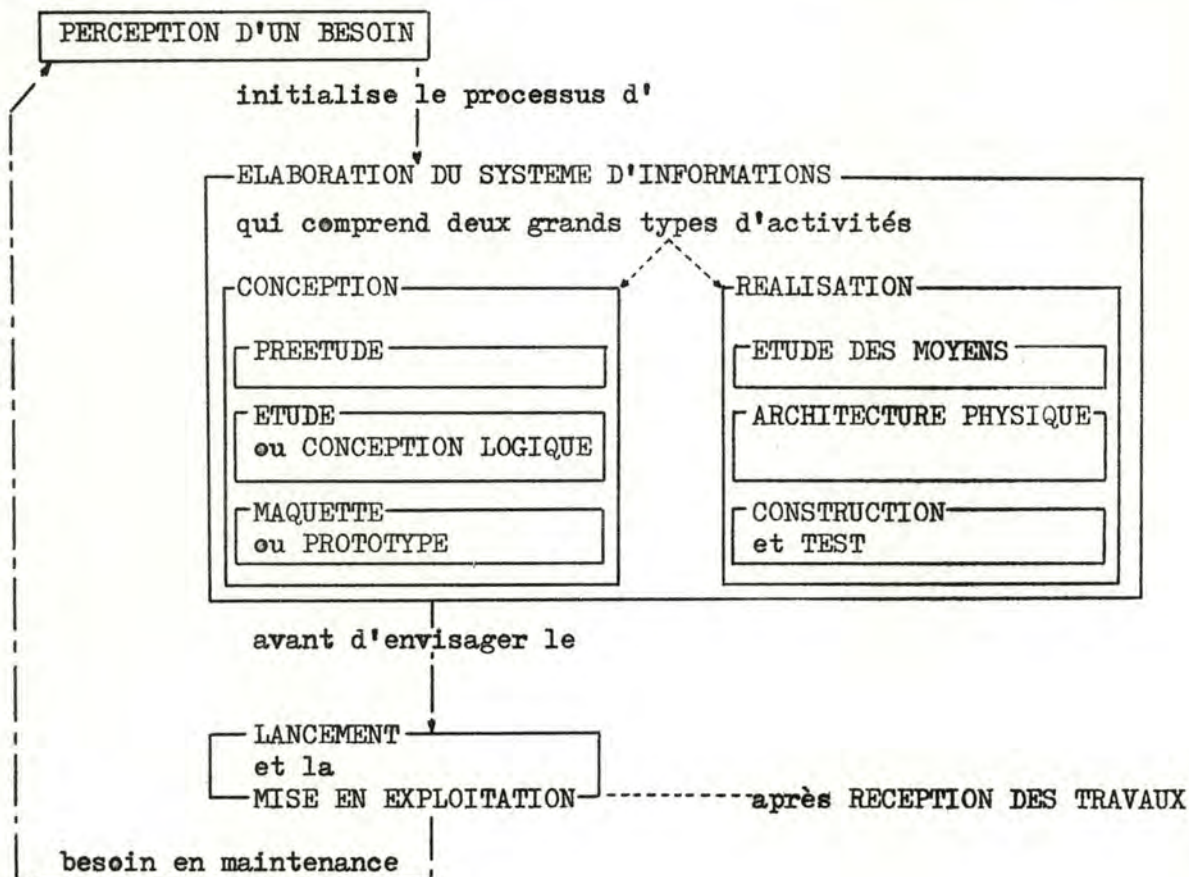 PERCEPTION D'UN BESOIN
initialise le processus d'
ELABORATION DU SYSTEME D'INFORMATIONS
qui comprend deux grands types d'activités
CONCEPTION
PREETUDE
ETUDE
ou CONCEPTION LOGIQUE
MAQUETTE
ou PROTOTYPE
REALISATION
ETUDE DES MOYENS
ARCHITECTURE PHYSIQUE
CONSTRUCTION
et TEST
avant d'envisager le
LANCEMENT
et la
MISE EN EXPLOITATION
après RECEPTION DES TRAVAUX
besoin en maintenance